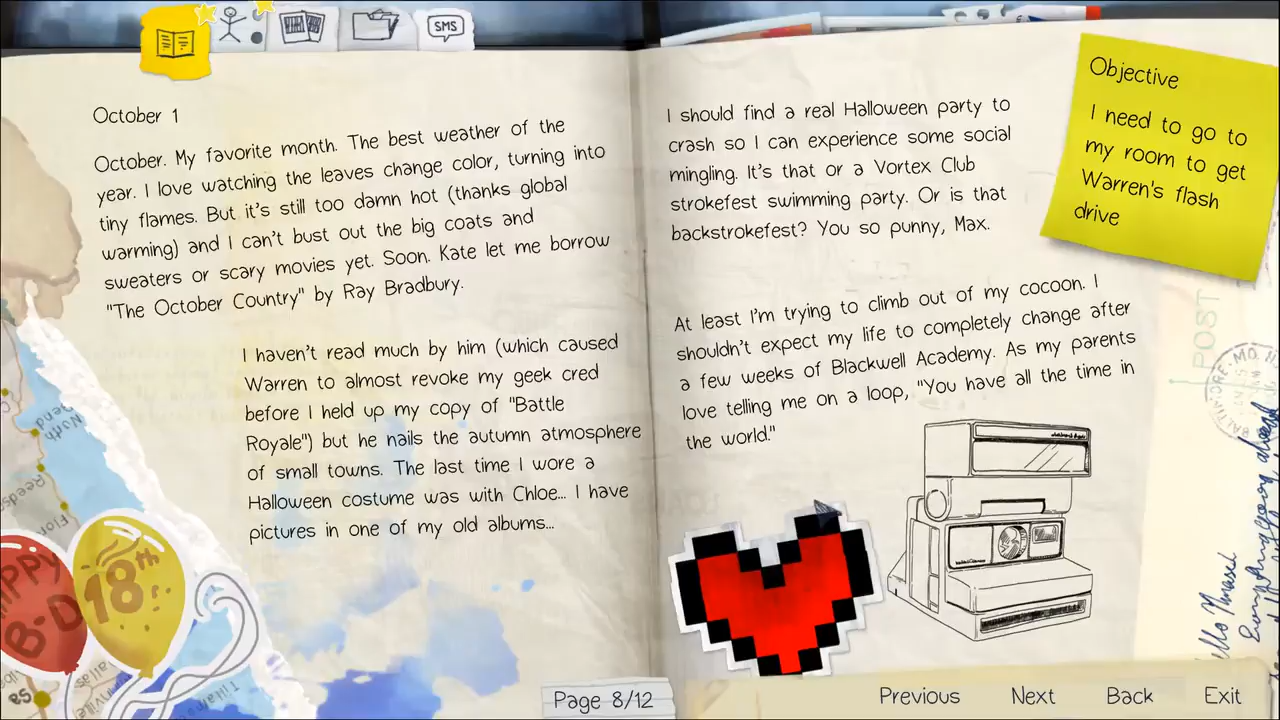 SMS
October 1
October. My favorite month. The best weather of the
year. I love watching the leaves change color, turning into
tiny flames. But it's still too damn hot (thanks global
warming) and I can't bust out the big coats and
sweaters or scary movies yet. Soon. Kate let me borrow
"The October Country" by Ray Bradbury.
I haven't read much by him (which caused
Warren to almost revoke my geek cred
before I held up my copy of "Battle
Royale") but he nails the autumn atmosphere
of small towns. The last time I wore a
Halloween costume was with Chloe... I have
pictures in one of my old albums...
North
Bend
HAPPY
B-D
18th
I should find a real Halloween party to
crash so I can experience some social
mingling. It's that or a Vortex Club
strokefest swimming party. Or is that
backstrokefest? You so punny, Max.
At least I'm trying to climb out of my cocoon. I
shouldn't expect my life to completely change after
a few weeks of Blackwell Academy. As my parents
love telling me on a loop, "You have all the time in
the world."
Objective
I need to go to
my room to get
Warren's flash
drive
POST
Page 8/12
Previous
Next
Back
Exit